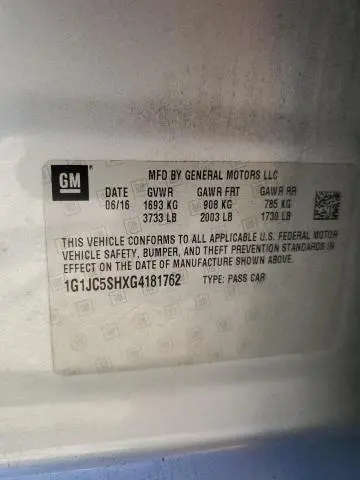 GM
MFD BY GENERAL MOTORS LLC
DATE GVWR GAWR FRT GAWR RR
06/16 1693 KG 908 KG 785 KG
3733 LB 2003 LB 1730 LB
THIS VEHICLE CONFORMS TO ALL APPLICABLE U.S. FEDERAL MOTOR
VEHICLE SAFETY, BUMPER, AND THEFT PREVENTION STANDARDS IN
EFFECT ON THE DATE OF MANUFACTURE SHOWN ABOVE.
1G1JC5SHXG4181762 TYPE: PASS CAR